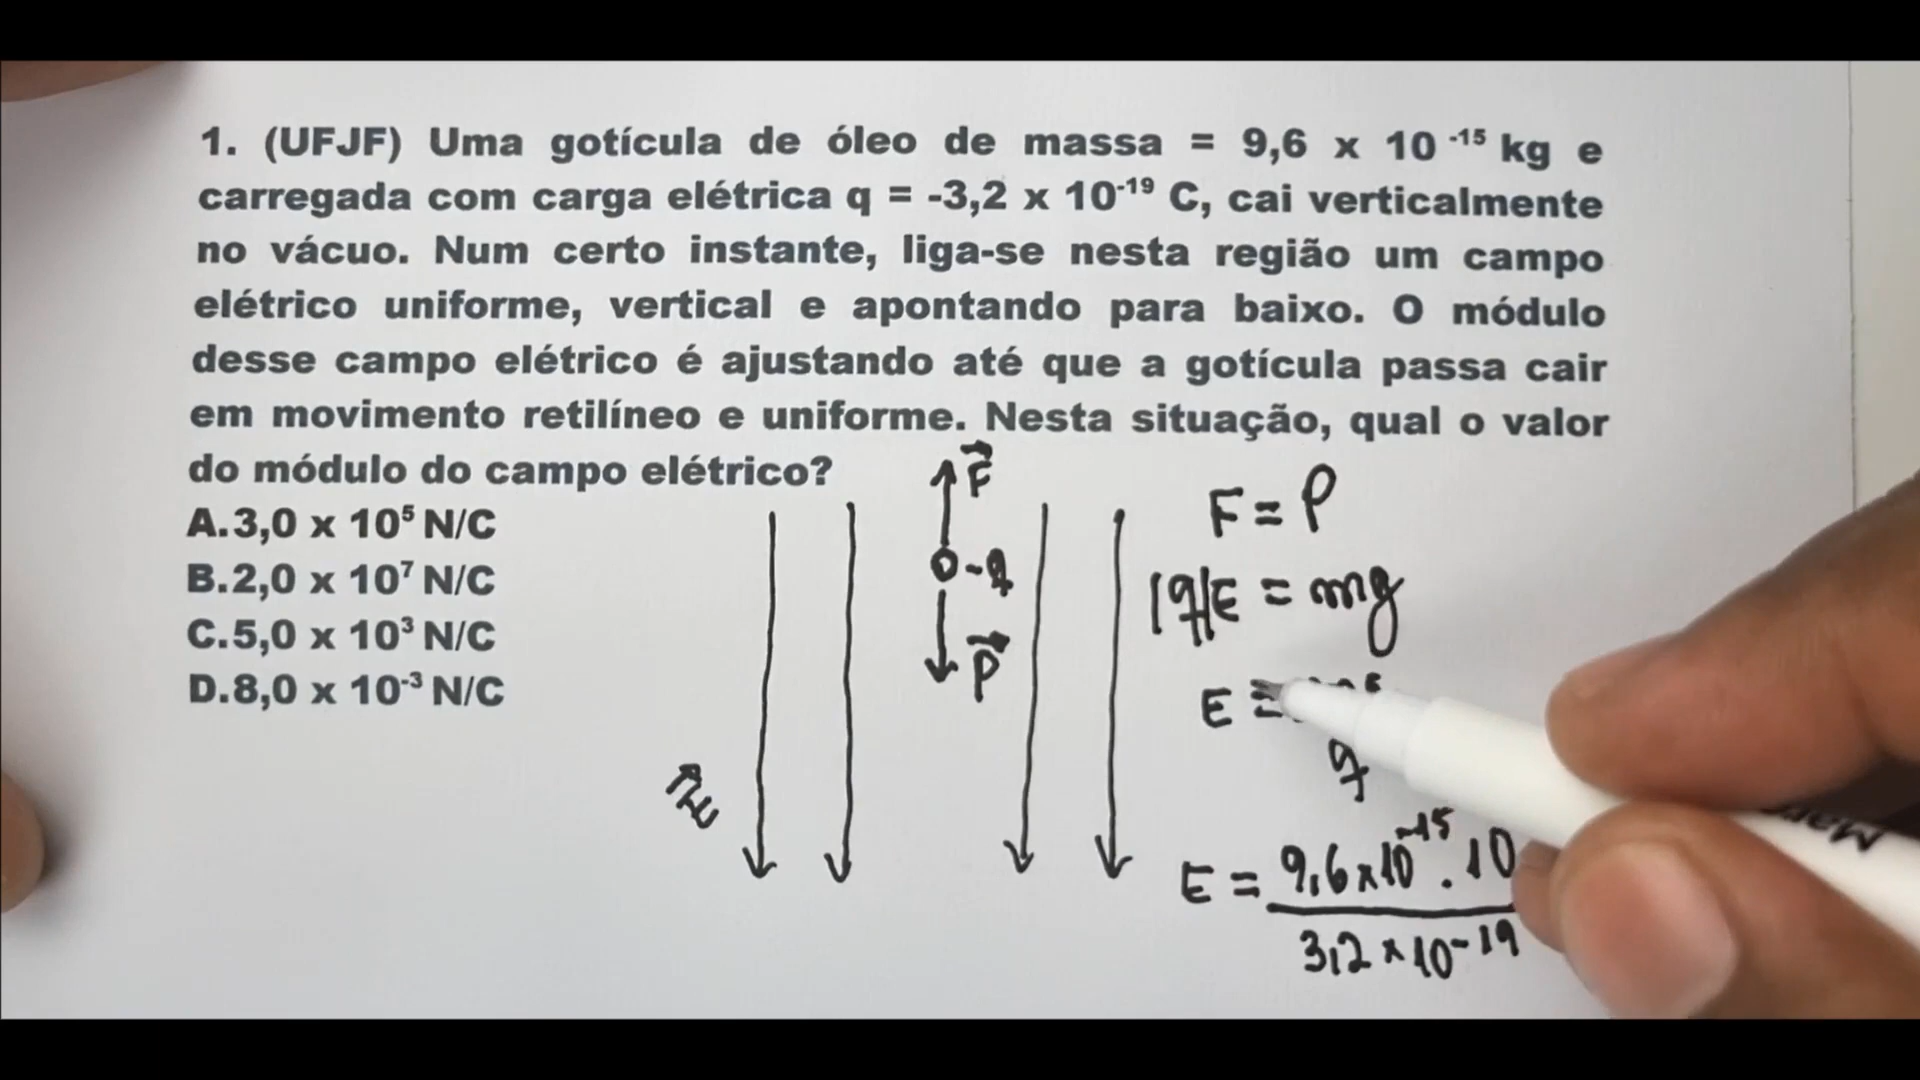 1. (UFJF) Uma gotícula de óleo de massa = 9,6 x 10 -15 kg e
carregada com carga elétrica q = -3,2 x 10-19 C, cai verticalmente
no vácuo. Num certo instante, liga-se nesta região um campo
elétrico uniforme, vertical e apontando para baixo. O módulo
desse campo elétrico é ajustando até que a gotícula passa cair
em movimento retilíneo e uniforme. Nesta situação, qual o valor
do módulo do campo elétrico?
A.3,0 x 10⁵ N/C
B.2,0 x 10⁷ N/C
C.5,0 x 10³ N/C
D.8,0 x 10⁻³ N/C
F
-q
P
E
F = P
|q|E = mg
E =
q
E = 9,6 x 10⁻¹⁵ . 10
3,2 x 10⁻¹⁹